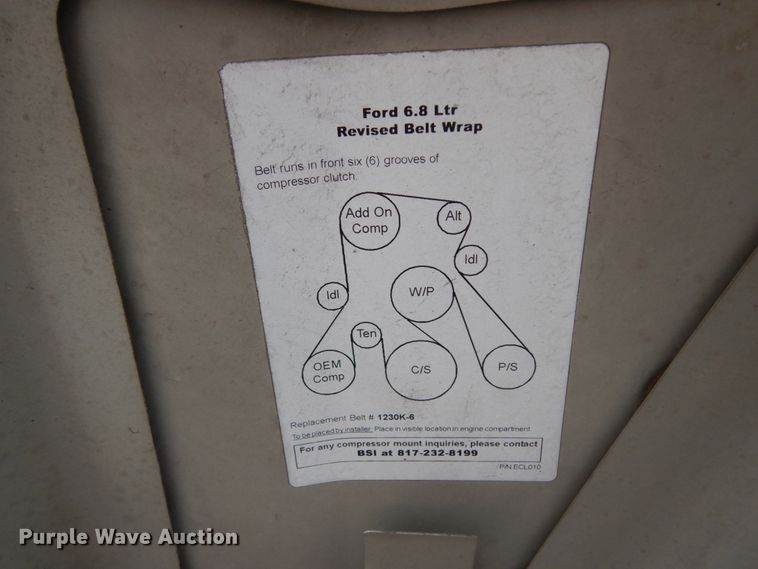 Ford 6.8 Ltr
Revised Belt Wrap
Belt runs in front six (6) grooves of
compressor clutch.
Add On
Comp
Alt
Idl
Idl
W/P
Ten
OEM
Comp
C/S
P/S
Replacement Belt # 1230K-6
To be placed by installer: Place in visible location in engine compartment
For any compressor mount inquiries, please contact
BSI at 817-232-8199
P/N ECL010
Purple Wave Auction